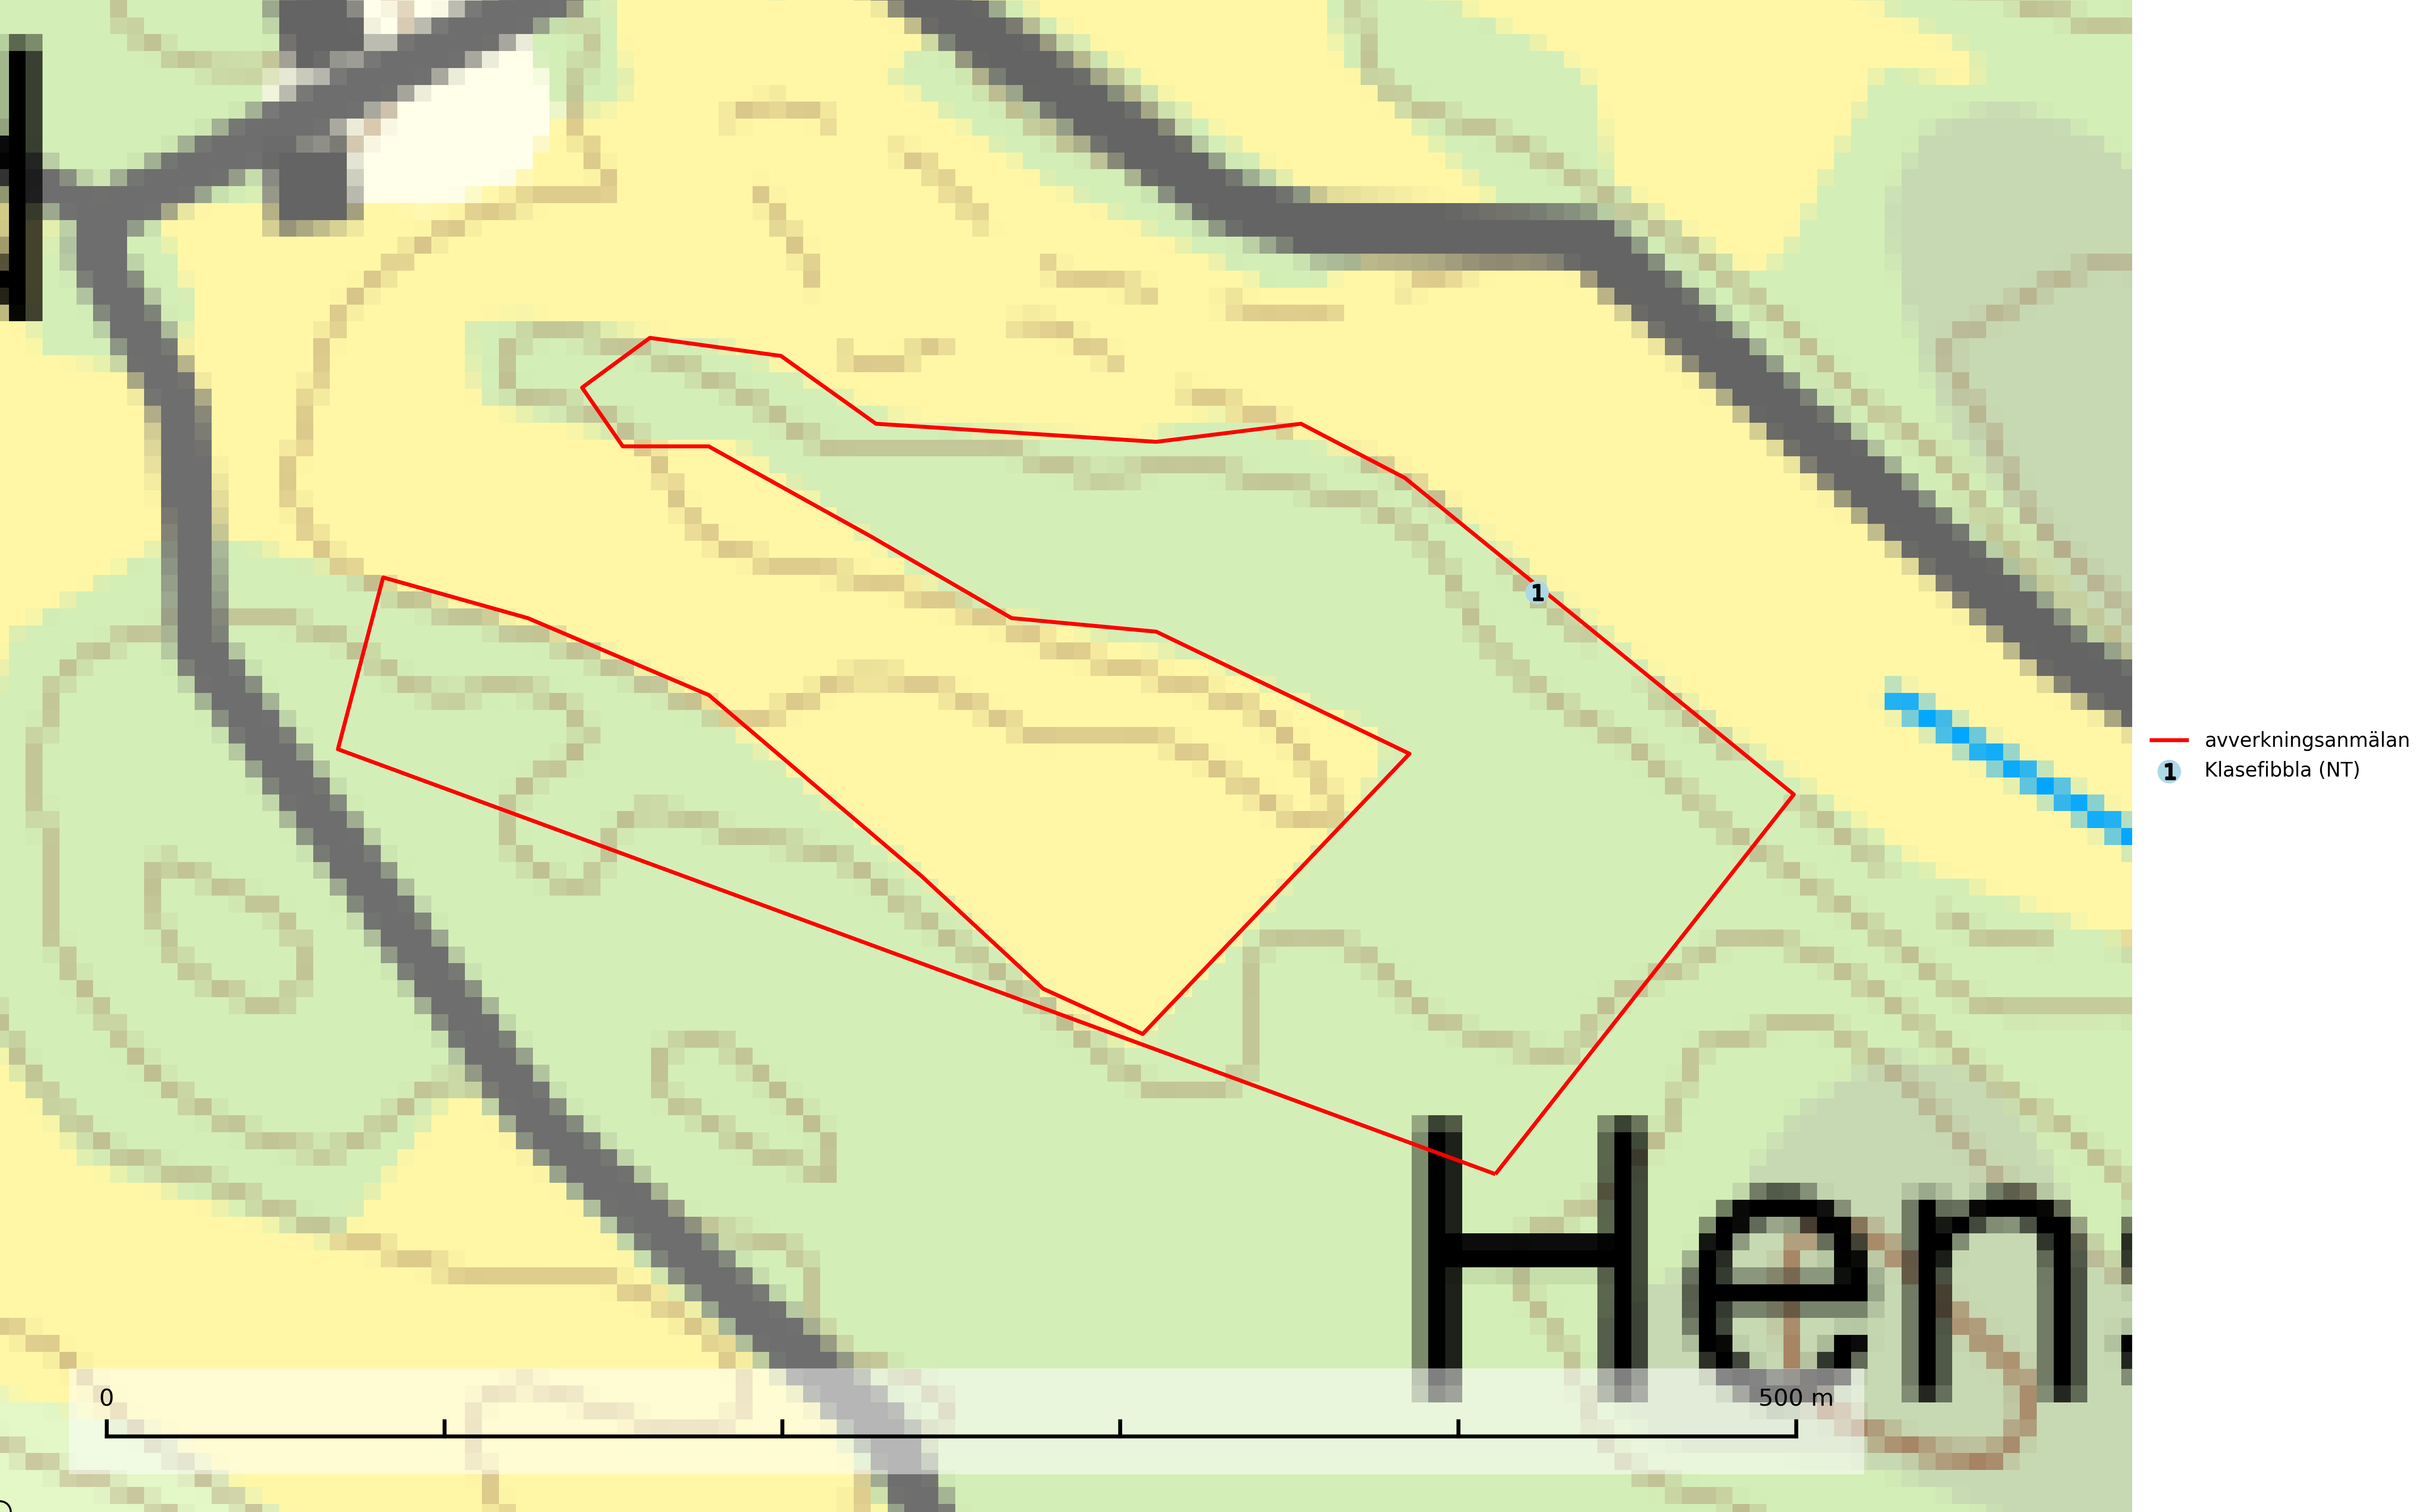 1
avverkningsanmälan
1 Klasefibbla (NT)
Hen
0 500 m